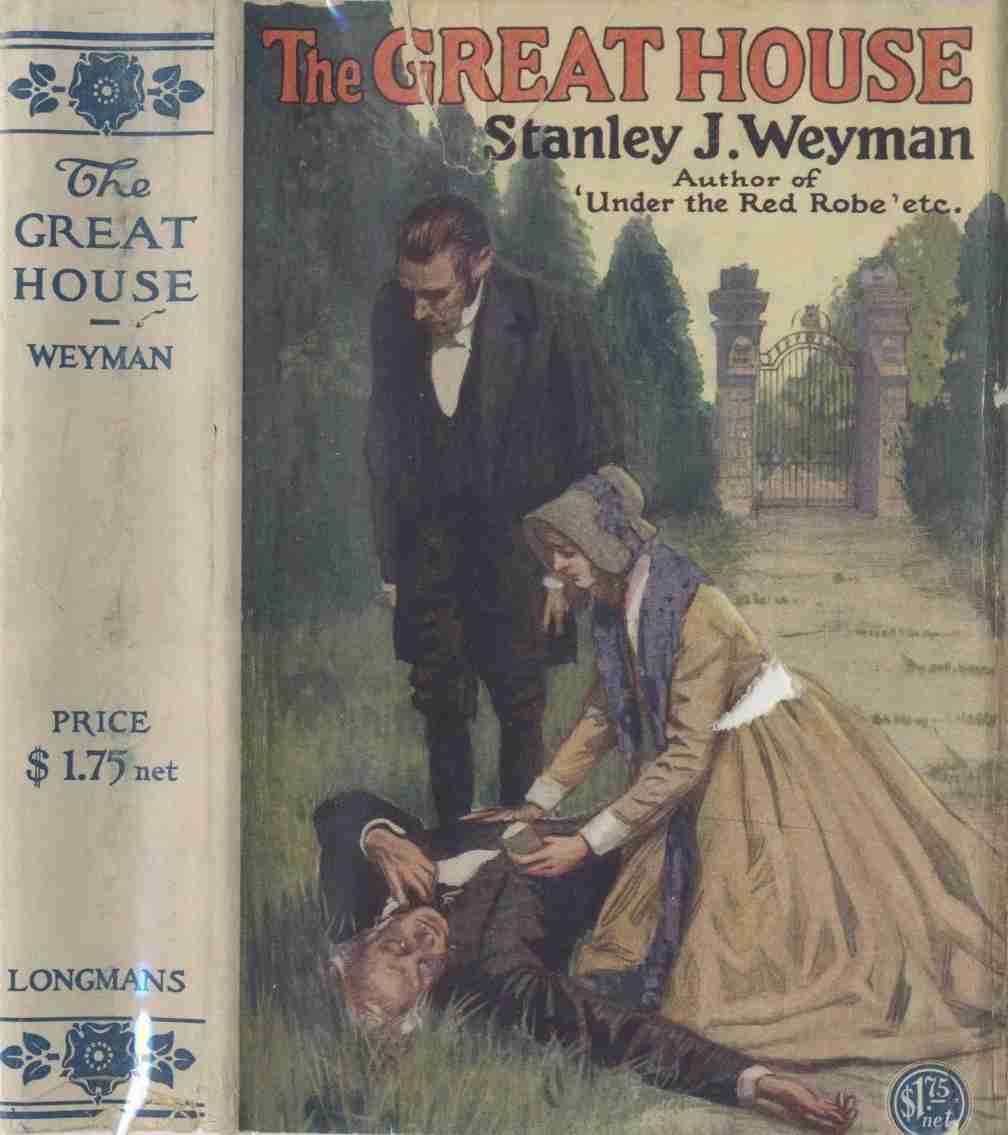 The
GREAT
HOUSE
WEYMAN
PRICE
$1.75 net
LONGMANS
The GREAT HOUSE
Stanley J. Weyman
Author of
'Under the Red Robe' etc.
$1.75
net